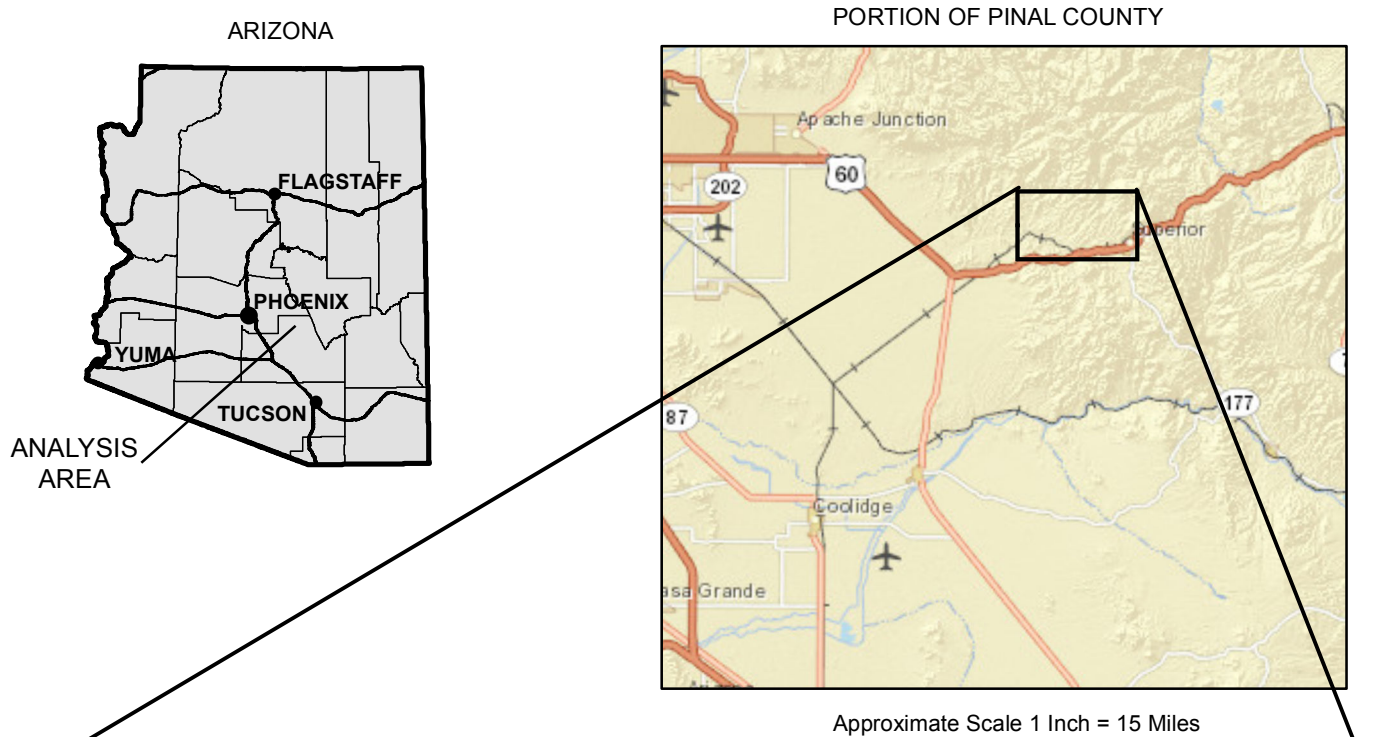 ARIZONA
PORTION OF PINAL COUNTY
FLAGSTAFF
PHOENIX
YUMA
TUCSON
ANALYSIS
AREA
Apache Junction
60
202
Superior
177
87
Coolidge
asa Grande
Approximate Scale 1 Inch = 15 Miles